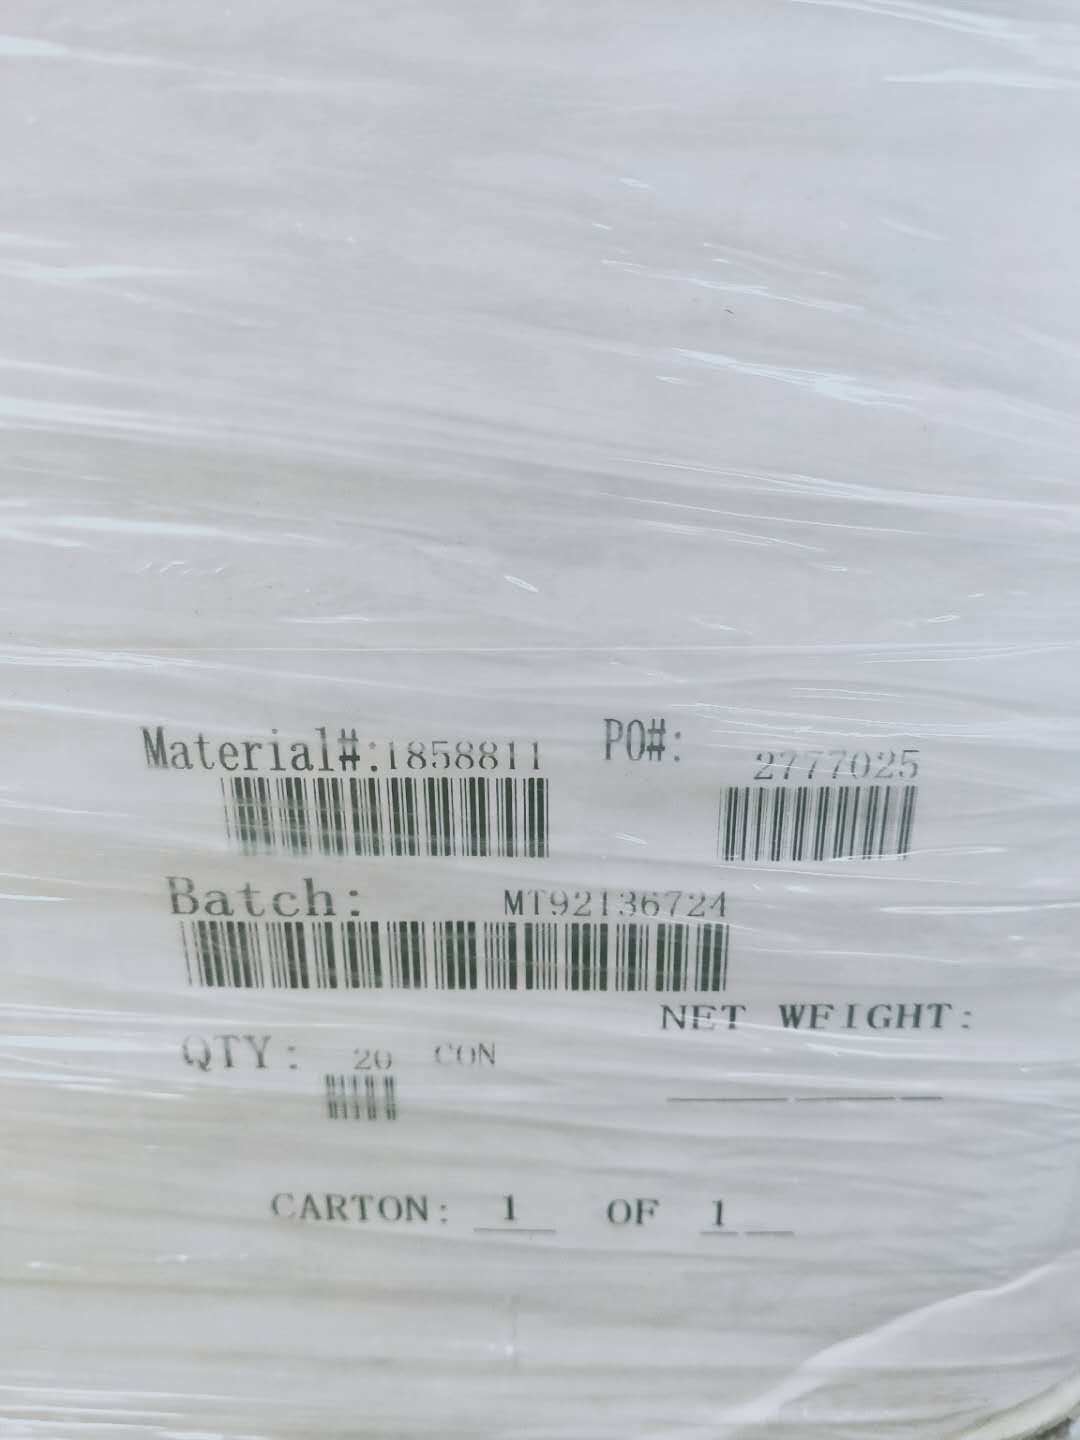 Material#:1858811 PO#: 2777025
Batch: MT92136724
NET WEIGHT:
QTY: 20 CON
CARTON: 1 OF 1